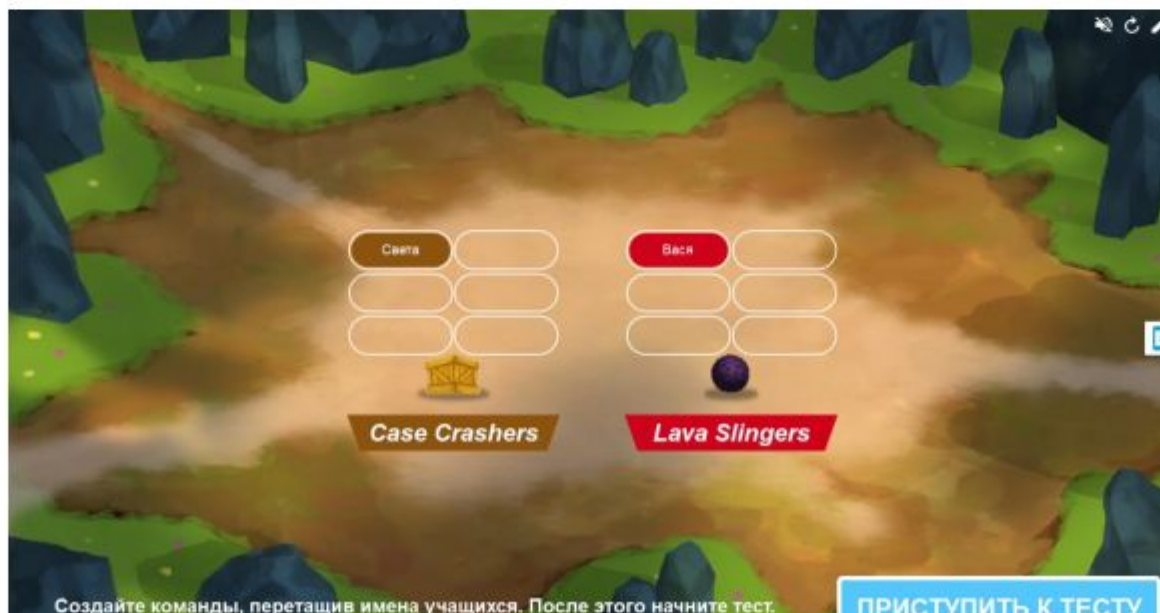 Света
Вася
Case Crashers
Lava Slingers
Создайте команды, перетащив имена учащихся. После этого начните тест.
ПРИСТУПИТЬ К ТЕСТУ